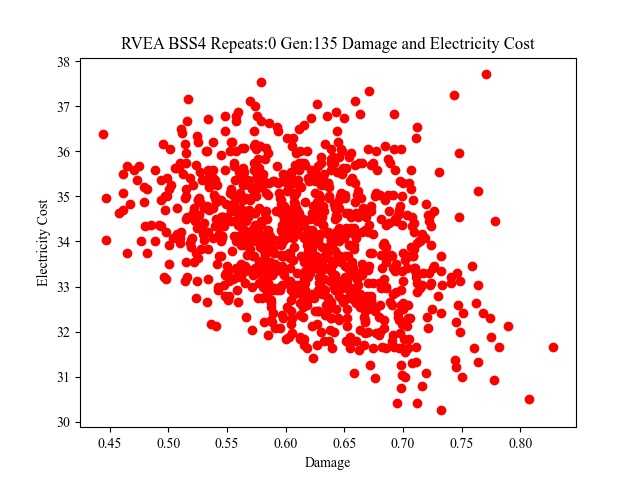 RVEA BSS4 Repeats:0 Gen:135 Damage and Electricity Cost
38
37
36
35
34
33
32
31
30
Electricity Cost
0.45 0.50 0.55 0.60 0.65 0.70 0.75 0.80
Damage